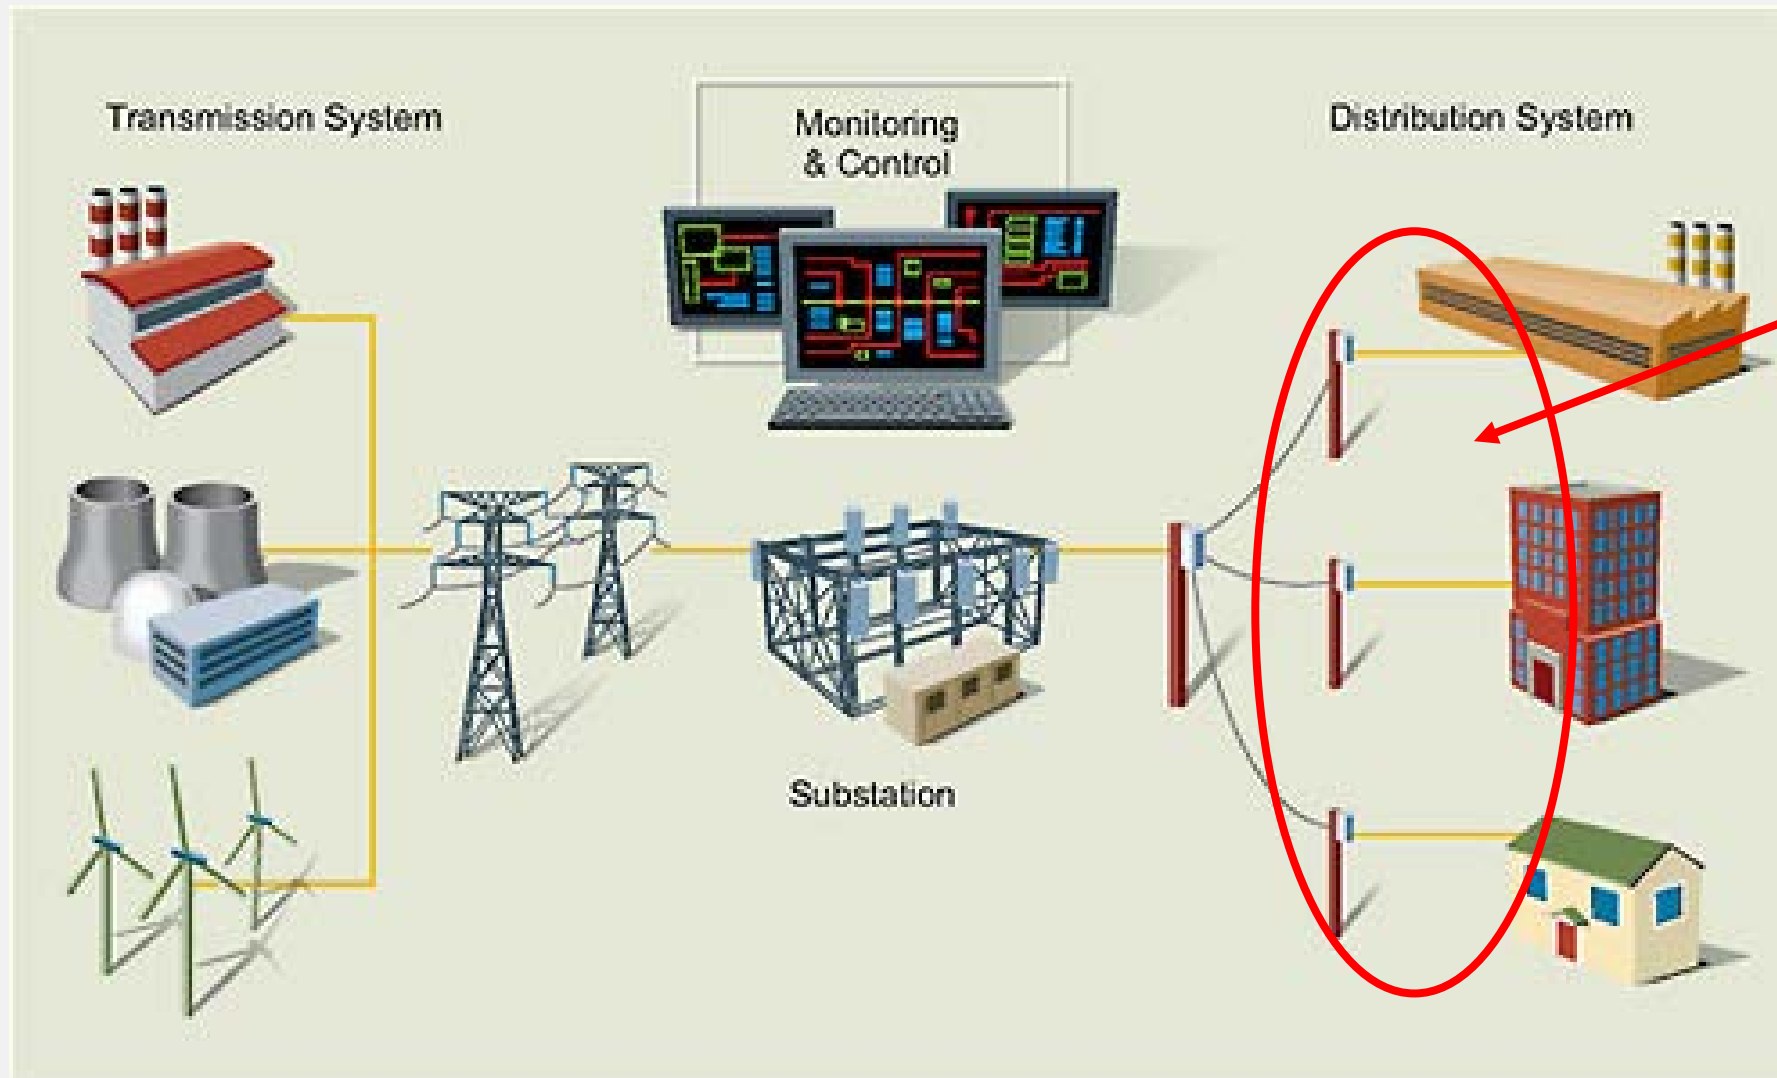 Transmission System
Monitoring
& Control
Distribution System
Substation